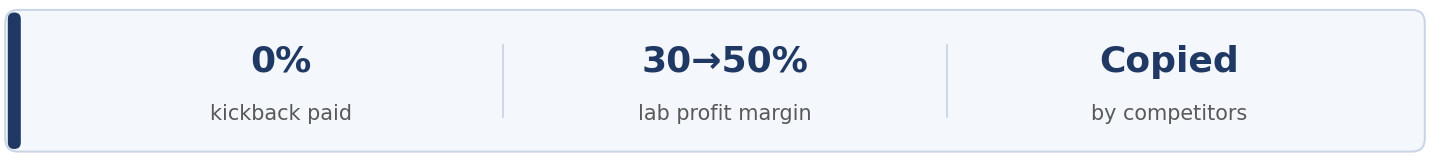 0%
kickback paid
30→50%
lab profit margin
Copied
by competitors